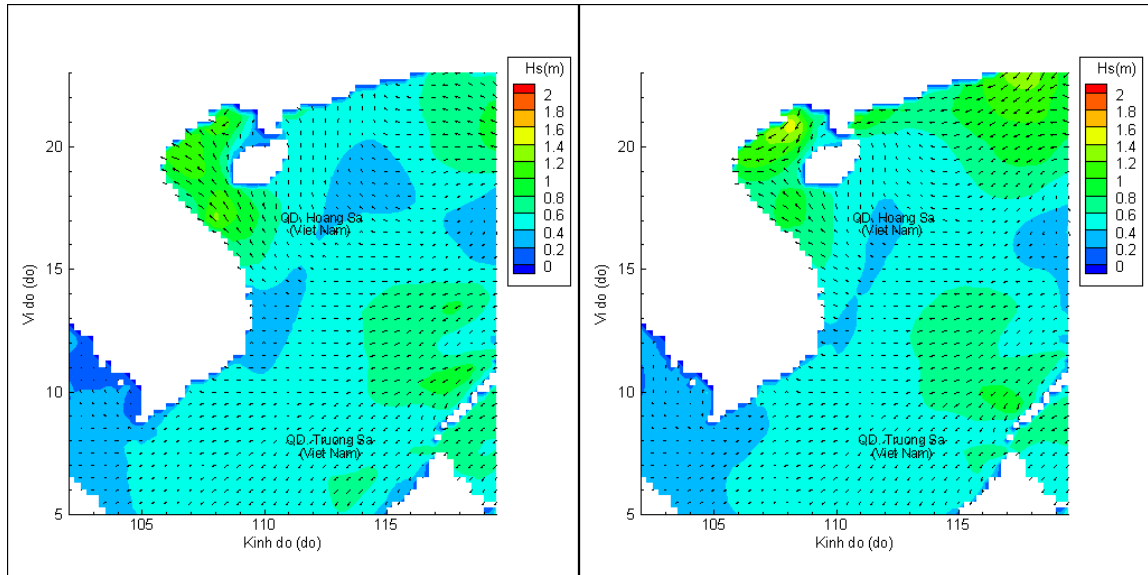 Hs(m)
2
1.8
1.6
1.4
1.2
1
0.8
0.6
0.4
0.2
0
20
15
10
5
Vi do (do)
QD. Hoang Sa
(Viet Nam)
QD. Truong Sa
(Viet Nam)
105
110
115
Kinh do (do)
Hs(m)
2
1.8
1.6
1.4
1.2
1
0.8
0.6
0.4
0.2
0
20
15
10
5
Vi do (do)
QD. Hoang Sa
(Viet Nam)
QD. Truong Sa
(Viet Nam)
105
110
115
Kinh do (do)